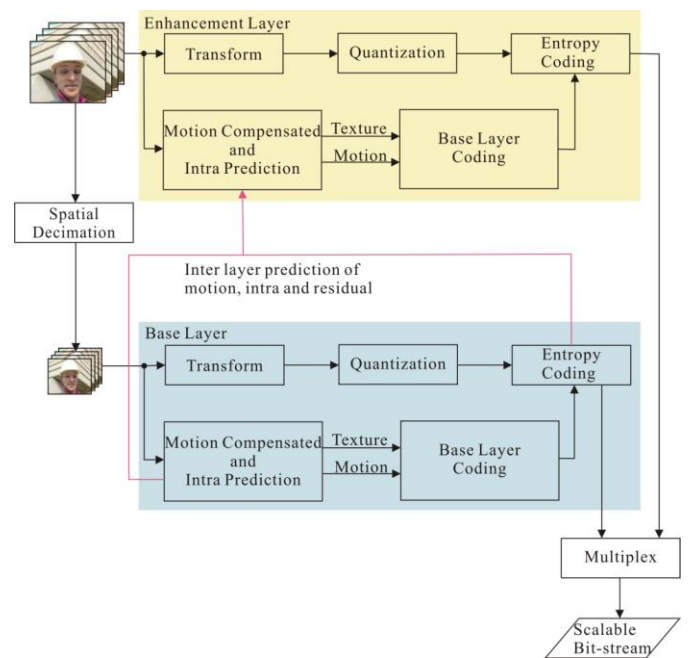 Enhancement Layer
Transform
Quantization
Entropy
Coding
Motion Compensated
and
Intra Prediction
Texture
Motion
Base Layer
Coding
Spatial
Decimation
Inter layer prediction of
motion, intra and residual
Base Layer
Transform
Quantization
Entropy
Coding
Motion Compensated
and
Intra Prediction
Texture
Motion
Base Layer
Coding
Multiplex
Scalable
Bit-stream